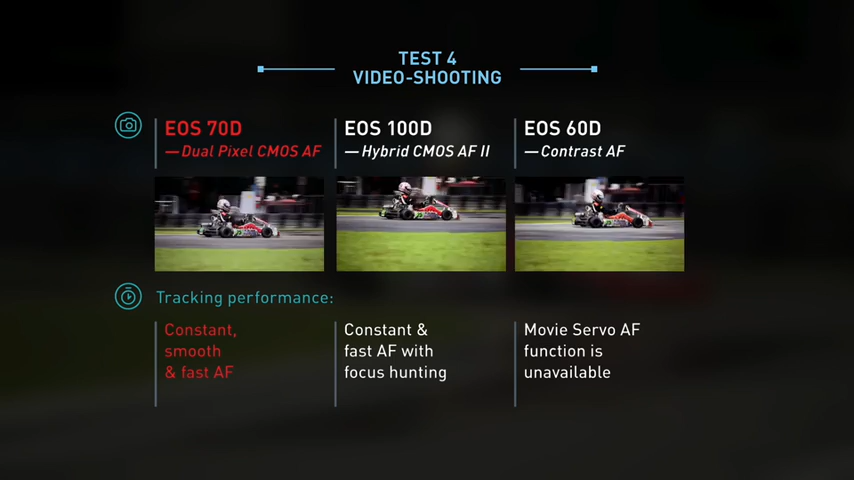 TEST 4
VIDEO-SHOOTING
EOS 70D
—Dual Pixel CMOS AF
EOS 100D
—Hybrid CMOS AF II
EOS 60D
—Contrast AF
Tracking performance:
Constant,
smooth
& fast AF
Constant &
fast AF with
focus hunting
Movie Servo AF
function is
unavailable